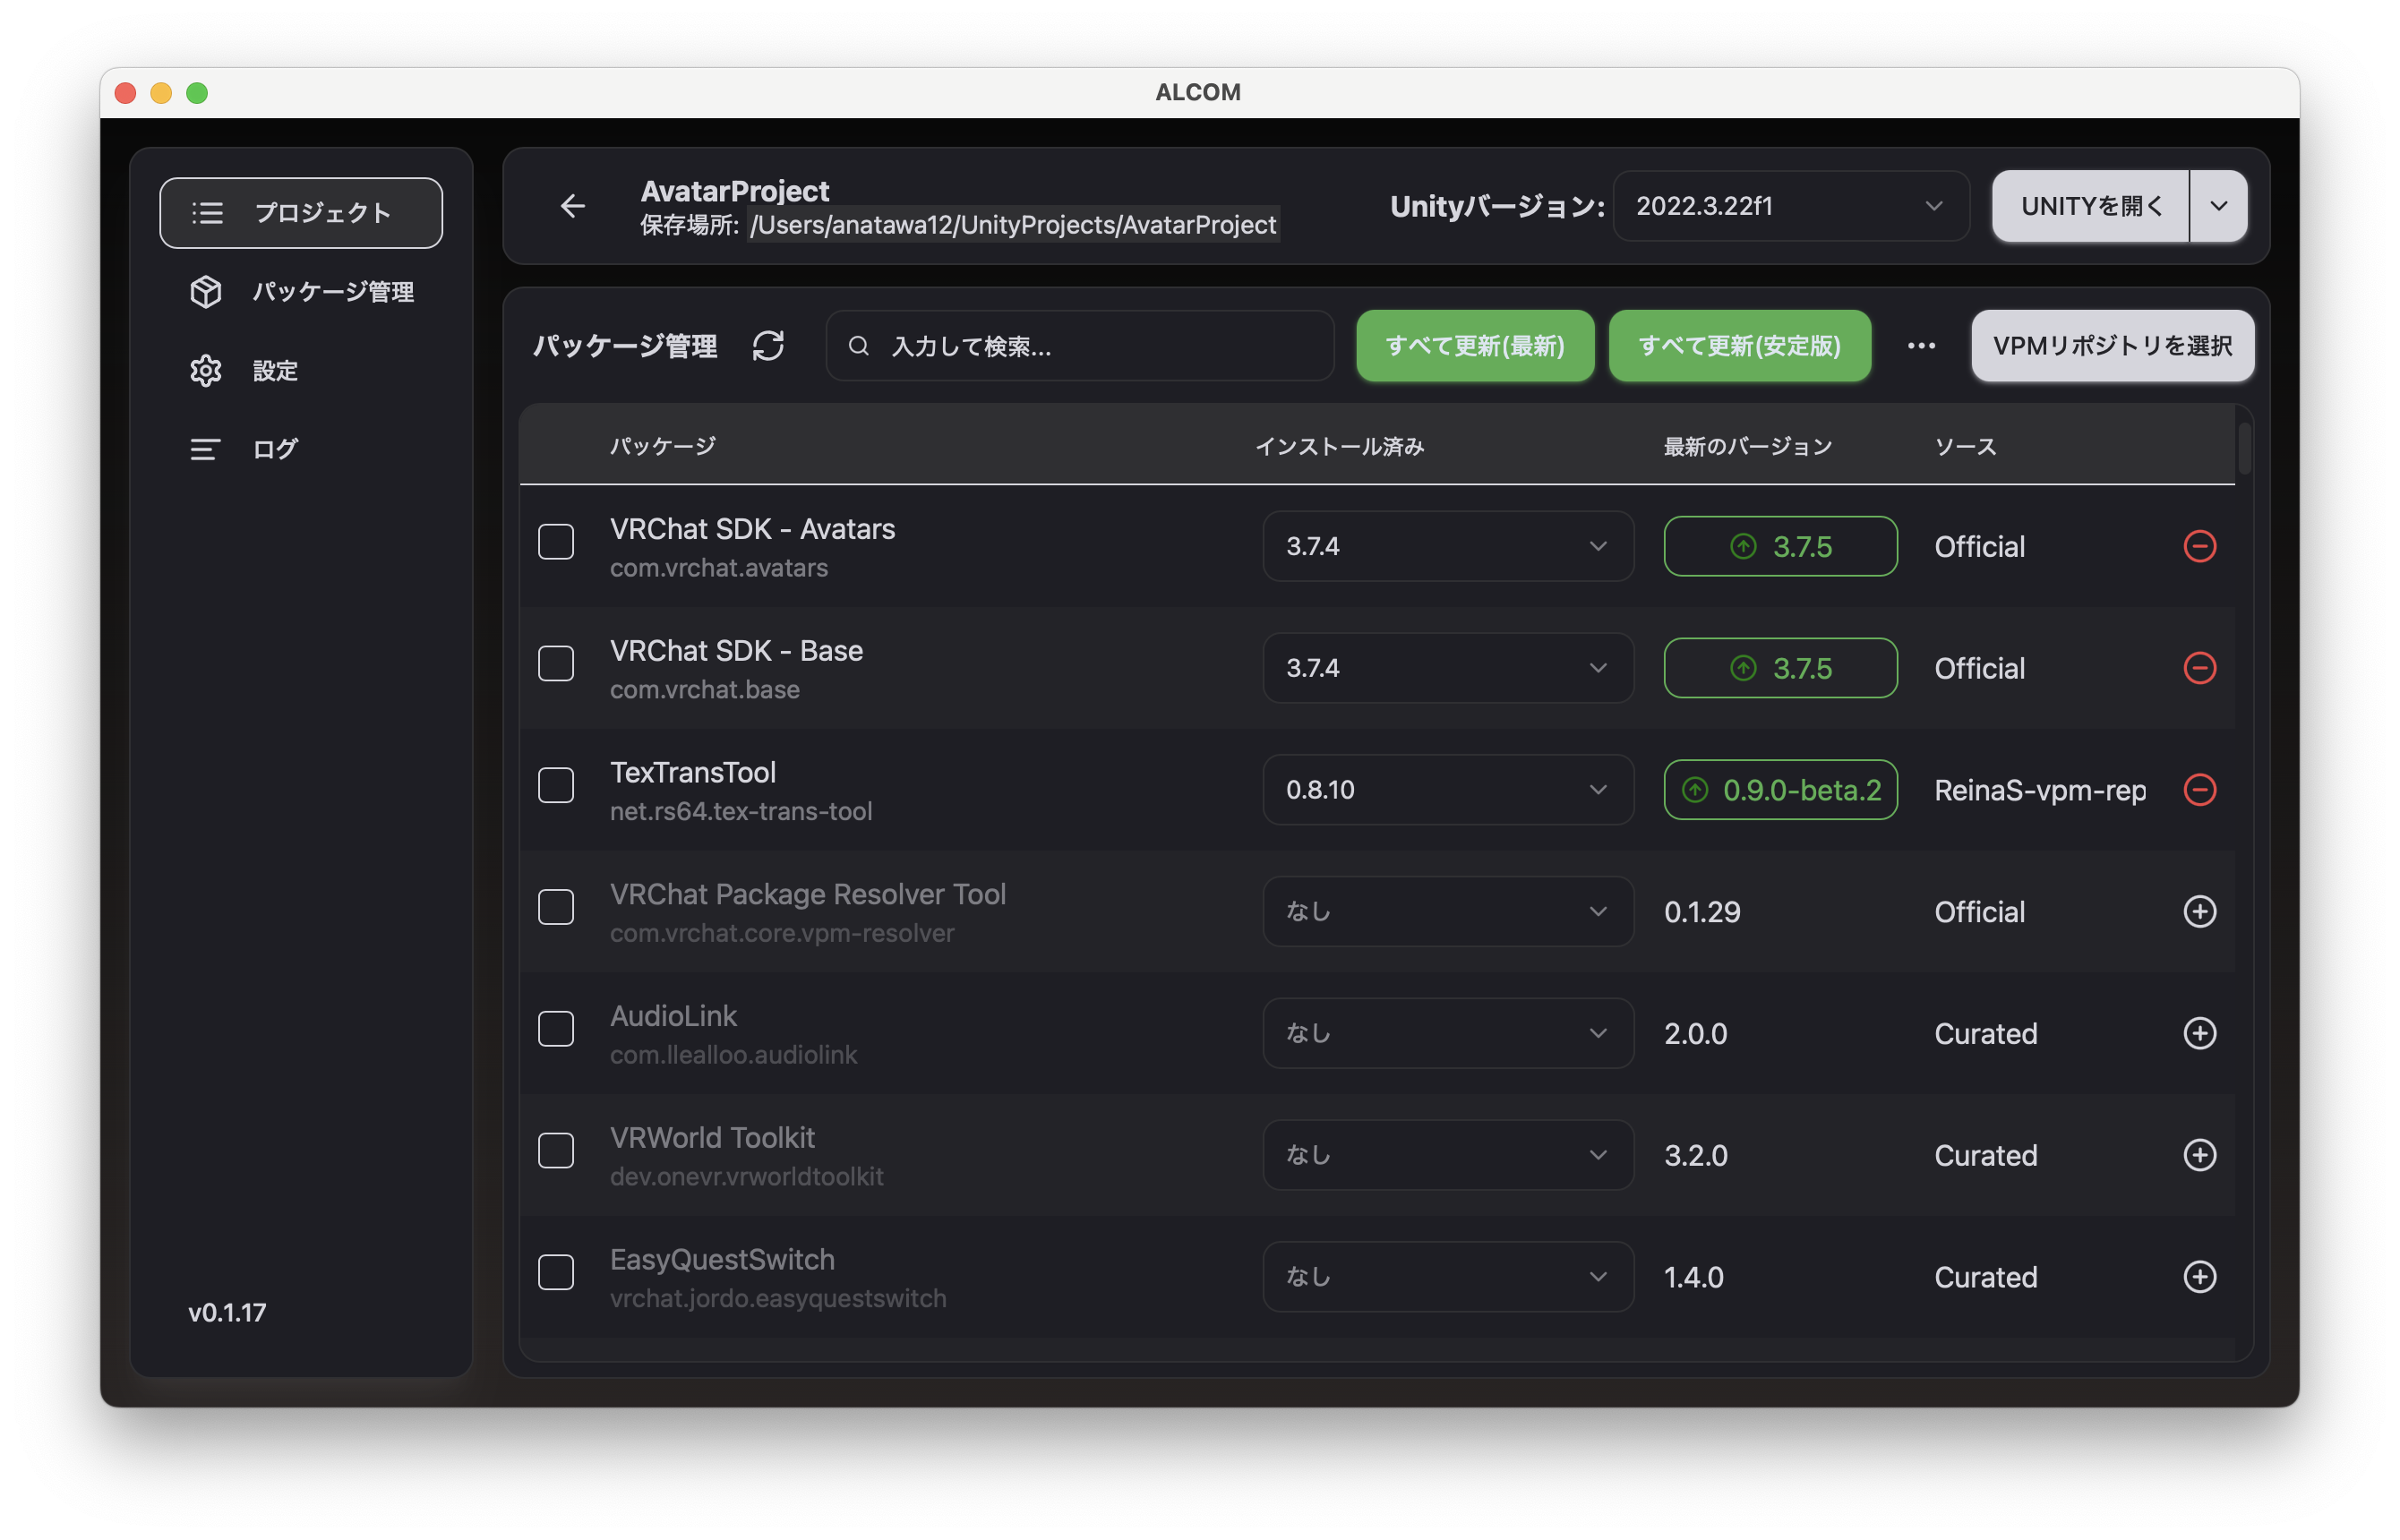 ALCOM
プロジェクト
パッケージ管理
設定
ログ
v0.1.17
AvatarProject
保存場所: /Users/anatawa12/UnityProjects/AvatarProject
Unityバージョン: 2022.3.22f1
UNITYを開く
パッケージ管理
入力して検索...
すべて更新(最新)
すべて更新(安定版)
VPMリポジトリを選択
パッケージ インストール済み 最新のバージョン ソース
VRChat SDK - Avatars
com.vrchat.avatars
3.7.4
3.7.5
Official
VRChat SDK - Base
com.vrchat.base
3.7.4
3.7.5
Official
TexTransTool
net.rs64.tex-trans-tool
0.8.10
0.9.0-beta.2
ReinaS-vpm-rep
VRChat Package Resolver Tool
com.vrchat.core.vpm-resolver
なし
0.1.29
Official
AudioLink
com.llealloo.audiolink
なし
2.0.0
Curated
VRWorld Toolkit
dev.onevr.vrworldtoolkit
なし
3.2.0
Curated
EasyQuestSwitch
vrchat.jordo.easyquestswitch
なし
1.4.0
Curated